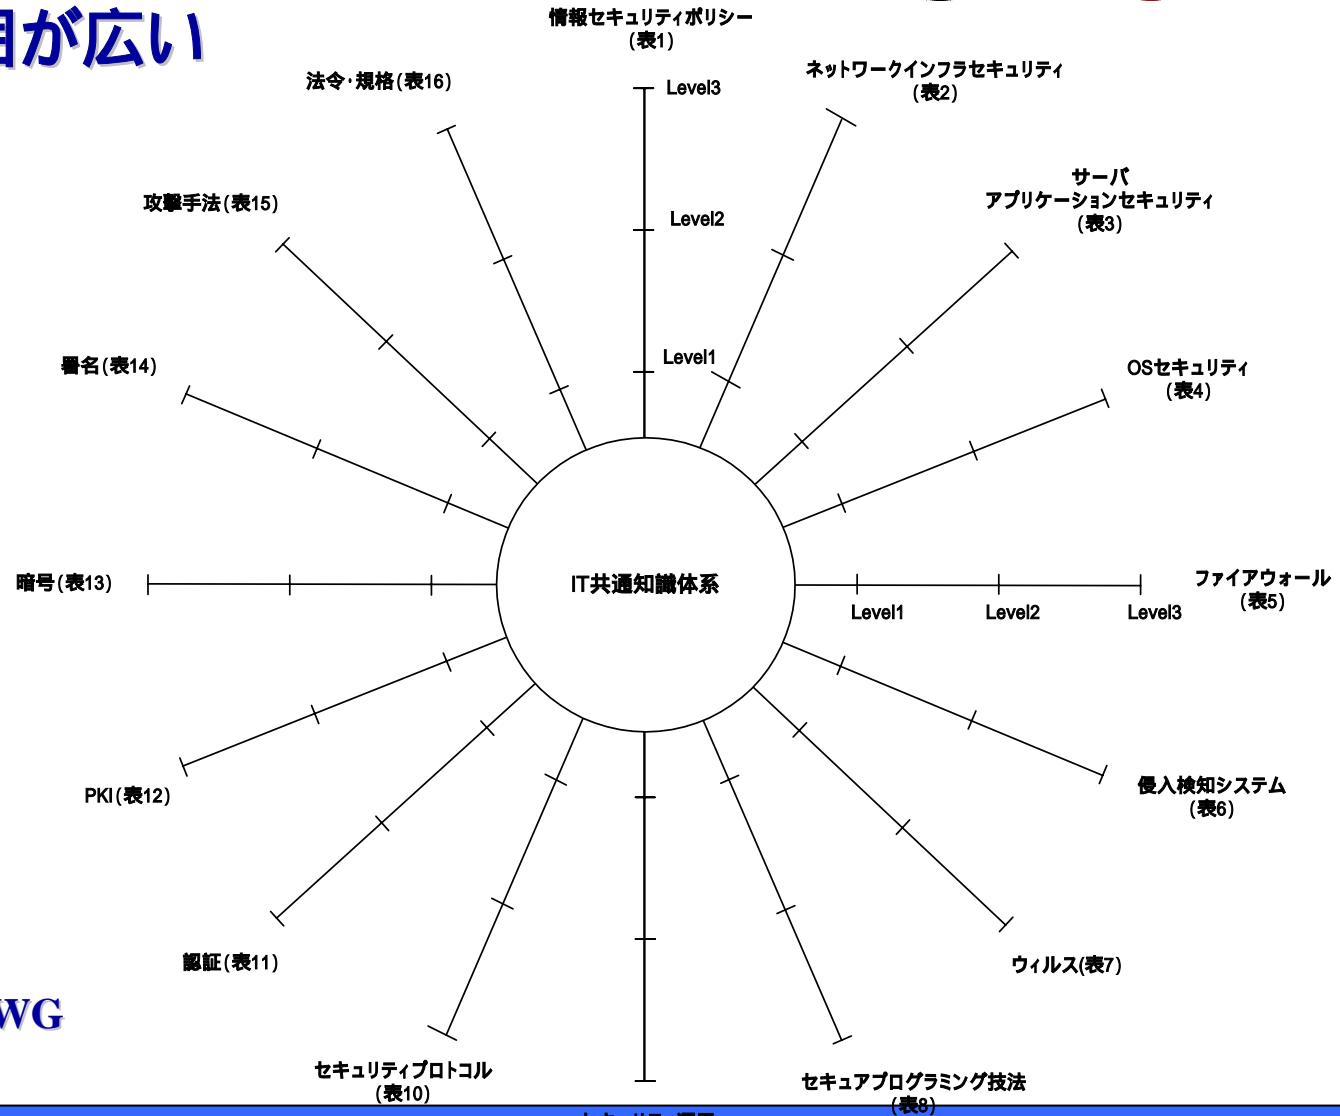 が広い
情報セキュリティポリシー
(表1)
法令・規格(表16)
Level3
ネットワークインフラセキュリティ
(表2)
攻撃手法(表15)
Level2
サーバ
アプリケーションセキュリティ
(表3)
署名(表14)
Level1
OSセキュリティ
(表4)
暗号(表13)
IT共通知識体系
Level1
Level2
Level3
ファイアウォール
(表5)
PKI(表12)
侵入検知システム
(表6)
認証(表11)
ウィルス(表7)
WG
セキュリティプロトコル
(表10)
セキュアプログラミング技法
(表8)